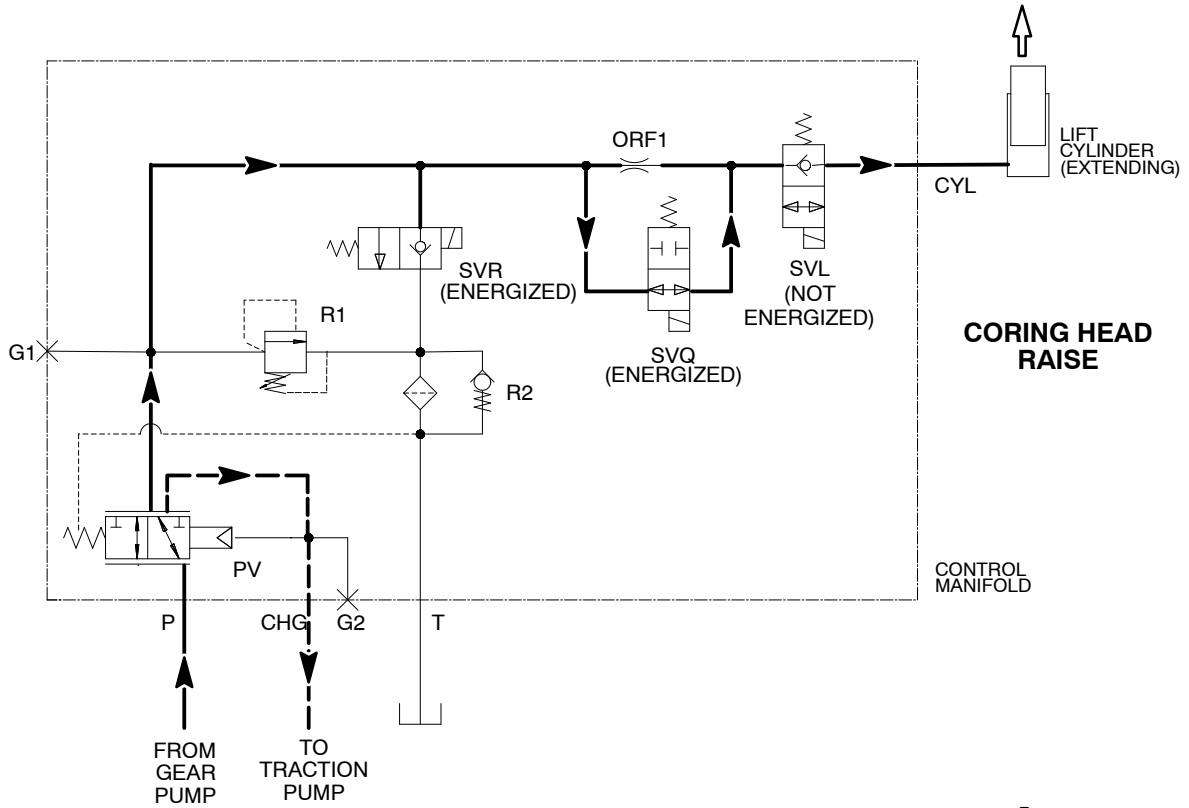 ORF1
LIFT
CYLINDER
(EXTENDING)
CYL
SVR
(ENERGIZED)
SVL
(NOT
ENERGIZED)
R1
G1
SVQ
(ENERGIZED)
CORING HEAD
RAISE
R2
PV
CONTROL
MANIFOLD
P
CHG
G2
T
FROM
GEAR
PUMP
TO
TRACTION
PUMP